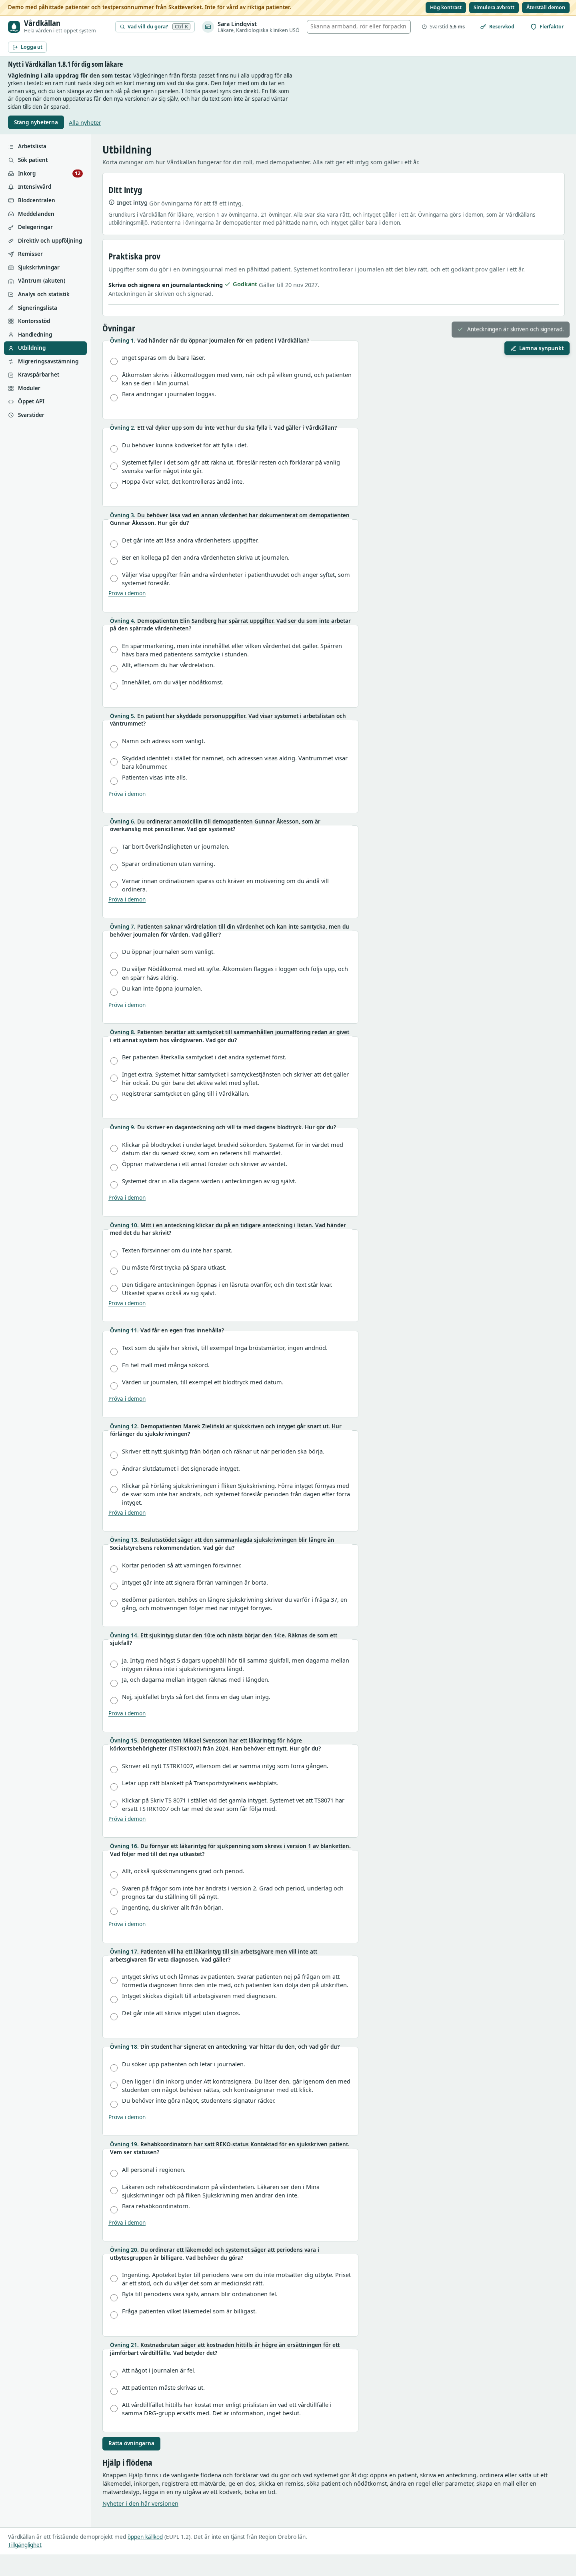 Demo med påhittade patienter och testpersonnummer från Skatteverket. Inte för vård av riktiga patienter.
Hög kontrast
Simulera avbrott
Återställ demon
Vårdkällan
Hela vården i ett öppet system
Vad vill du göra? Ctrl K
Sara Lindqvist
Läkare, Kardiologiska kliniken USÖ
Skanna armband, rör eller förpackning
Svarstid 5,6 ms
Reservkod
Fler­farfler
Logga ut
Nytt i Vårdkällan 1.8.1 för dig som läkare
Vägledning i alla uppdrag för den som testar. Vägledningen från första passet finns nu i alla uppdrag för alla
yrken i testet: en ram runt nästa steg och en kort mening om vad du ska göra. Den följer med om du tar en
annan väg, och du kan stänga av den och slå på den igen i panelen. I första passet syns den direkt. En flik som
är öppen när demon uppdateras får den nya versionen av sig själv, och har du text som inte är sparad väntar
sidan tills den är sparad.
Stäng nyheterna
Alla nyheter
Arbetslista
Sök patient
Inkorg 12
Intensivvård
Blodcentralen
Meddelanden
Delegeringar
Direktiv och uppföljning
Remisser
Sjukskrivningar
Väntrum (akuten)
Analys och statistik
Signeringslista
Kontorsstöd
Handledning
Utbildning
Migreringsavstämning
Kravspårbarhet
Moduler
Öppet API
Svarstider
Utbildning
Korta övningar om hur Vårdkällan fungerar för din roll, med demopatienter. Alla rätt ger ett intyg som gäller i ett år.
Ditt intyg
Inget intyg Gör övningarna för att få ett intyg.
Grundkurs i Vårdkällan för läkare, version 1 av övningarna. 21 övningar. Alla svar ska vara rätt, och intyget gäller i ett år. Övningarna görs i demon, som är Vårdkällans
utbildningsmiljö. Patienterna i övningarna är demopatienter med påhittade namn, och intyget gäller bara i demon.
Praktiska prov
Uppgifter som du gör i en övningsjournal med en påhittad patient. Systemet kontrollerar i journalen att det blev rätt, och ett godkänt prov gäller i ett år.
Skriva och signera en journalanteckning Godkänt Gäller till 20 nov 2027.
Anteckningen är skriven och signerad.
Anteckningen är skriven och signerad.
Lämna synpunkt
Övningar
Övning 1. Vad händer när du öppnar journalen för en patient i Vårdkällan?
Inget sparas om du bara läser.
Åtkomsten skrivs i åtkomstloggen med vem, när och på vilken grund, och patienten
kan se den i Min journal.
Bara ändringar i journalen loggas.
Övning 2. Ett val dyker upp som du inte vet hur du ska fylla i. Vad gäller i Vårdkällan?
Du behöver kunna kodverket för att fylla i det.
Systemet fyller i det som går att räkna ut, föreslår resten och förklarar på vanlig
svenska varför något inte går.
Hoppa över valet, det kontrolleras ändå inte.
Övning 3. Du behöver läsa vad en annan vårdenhet har dokumenterat om demopatienten
Gunnar Åkesson. Hur gör du?
Det går inte att läsa andra vårdenheters uppgifter.
Ber en kollega på den andra vårdenheten skriva ut journalen.
Väljer Visa uppgifter från andra vårdenheter i patienthuvudet och anger syftet, som
systemet föreslår.
Pröva i demon
Övning 4. Demopatienten Elin Sandberg har spärrat uppgifter. Vad ser du som inte arbetar
på den spärrade vårdenheten?
En spärrmarkering, men inte innehållet eller vilken vårdenhet det gäller. Spärren
hävs bara med patientens samtycke i stunden.
Allt, eftersom du har vårdrelation.
Innehållet, om du väljer nödåtkomst.
Övning 5. En patient har skyddade personuppgifter. Vad visar systemet i arbetslistan och
väntrummet?
Namn och adress som vanligt.
Skyddad identitet i stället för namnet, och adressen visas aldrig. Väntrummet visar
bara könummer.
Patienten visas inte alls.
Pröva i demon
Övning 6. Du ordinerar amoxicillin till demopatienten Gunnar Åkesson, som är
överkänslig mot penicilliner. Vad gör systemet?
Tar bort överkänsligheten ur journalen.
Sparar ordinationen utan varning.
Varnar innan ordinationen sparas och kräver en motivering om du ändå vill
ordinera.
Pröva i demon
Övning 7. Patienten saknar vårdrelation till din vårdenhet och kan inte samtycka, men du
behöver journalen för vården. Vad gäller?
Du öppnar journalen som vanligt.
Du väljer Nödåtkomst med ett syfte. Åtkomsten flaggas i loggen och följs upp, och
en spärr hävs aldrig.
Du kan inte öppna journalen.
Pröva i demon
Övning 8. Patienten berättar att samtycket till sammanhållen journalföring redan är givet
i ett annat system hos vårdgivaren. Vad gör du?
Ber patienten återkalla samtycket i det andra systemet först.
Inget extra. Systemet hittar samtycket i samtyckestjänsten och skriver att det gäller
här också. Du gör bara det aktiva valet med syftet.
Registrerar samtycket en gång till i Vårdkällan.
Övning 9. Du skriver en daganteckning och vill ta med dagens blodtryck. Hur gör du?
Klickar på blodtrycket i underlaget bredvid sökorden. Systemet för in värdet med
datum där du senast skrev, som en referens till mätvärdet.
Öppnar mätvärdena i ett annat fönster och skriver av värdet.
Systemet drar in alla dagens värden i anteckningen av sig självt.
Pröva i demon
Övning 10. Mitt i en anteckning klickar du på en tidigare anteckning i listan. Vad händer
med det du har skrivit?
Texten försvinner om du inte har sparat.
Du måste först trycka på Spara utkast.
Den tidigare anteckningen öppnas i en läsruta ovanför, och din text står kvar.
Utkastet sparas också av sig självt.
Pröva i demon
Övning 11. Vad får en egen fras innehålla?
Text som du själv har skrivit, till exempel Inga bröstsmärtor, ingen andnöd.
En hel mall med många sökord.
Värden ur journalen, till exempel ett blodtryck med datum.
Pröva i demon
Övning 12. Demopatienten Marek Zieliński är sjukskriven och intyget går snart ut. Hur
förlänger du sjukskrivningen?
Skriver ett nytt sjukintyg från början och räknar ut när perioden ska börja.
Ändrar slutdatumet i det signerade intyget.
Klickar på Förläng sjukskrivningen i fliken Sjukskrivning. Förra intyget förnyas med
de svar som inte har ändrats, och systemet föreslår perioden från dagen efter förra
intyget.
Pröva i demon
Övning 13. Beslutsstödet säger att den sammanlagda sjukskrivningen blir längre än
Socialstyrelsens rekommendation. Vad gör du?
Kortar perioden så att varningen försvinner.
Intyget går inte att signera förrän varningen är borta.
Bedömer patienten. Behövs en längre sjukskrivning skriver du varför i fråga 37, en
gång, och motiveringen följer med när intyget förnyas.
Övning 14. Ett sjukintyg slutar den 10:e och nästa börjar den 14:e. Räknas de som ett
sjukfall?
Ja. Intyg med högst 5 dagars uppehåll hör till samma sjukfall, men dagarna mellan
intygen räknas inte i sjukskrivningens längd.
Ja, och dagarna mellan intygen räknas med i längden.
Nej, sjukfallet bryts så fort det finns en dag utan intyg.
Pröva i demon
Övning 15. Demopatienten Mikael Svensson har ett läkarintyg för högre
körkortsbehörigheter (TSTRK1007) från 2024. Han behöver ett nytt. Hur gör du?
Skriver ett nytt TSTRK1007, eftersom det är samma intyg som förra gången.
Letar upp rätt blankett på Transportstyrelsens webbplats.
Klickar på Skriv TS 8071 i stället vid det gamla intyget. Systemet vet att TS8071 har
ersatt TSTRK1007 och tar med de svar som får följa med.
Pröva i demon
Övning 16. Du förnyar ett läkarintyg för sjukpenning som skrevs i version 1 av blanketten.
Vad följer med till det nya utkastet?
Allt, också sjukskrivningens grad och period.
Svaren på frågor som inte har ändrats i version 2. Grad och period, underlag och
prognos tar du ställning till på nytt.
Ingenting, du skriver allt från början.
Pröva i demon
Övning 17. Patienten vill ha ett läkarintyg till sin arbetsgivare men vill inte att
arbetsgivaren får veta diagnosen. Vad gäller?
Intyget skrivs ut och lämnas av patienten. Svarar patienten nej på frågan om att
förmedla diagnosen finns den inte med, och patienten kan dölja den på utskriften.
Intyget skickas digitalt till arbetsgivaren med diagnosen.
Det går inte att skriva intyget utan diagnos.
Övning 18. Din student har signerat en anteckning. Var hittar du den, och vad gör du?
Du söker upp patienten och letar i journalen.
Den ligger i din inkorg under Att kontrasignera. Du läser den, går igenom den med
studenten om något behöver rättas, och kontrasignerar med ett klick.
Du behöver inte göra något, studentens signatur räcker.
Pröva i demon
Övning 19. Rehabkoordinatorn har satt REKO-status Kontaktad för en sjukskriven patient.
Vem ser statusen?
All personal i regionen.
Läkaren och rehabkoordinatorn på vårdenheten. Läkaren ser den i Mina
sjukskrivningar och på fliken Sjukskrivning men ändrar den inte.
Bara rehabkoordinatorn.
Pröva i demon
Övning 20. Du ordinerar ett läkemedel och systemet säger att periodens vara i
utbytesgruppen är billigare. Vad behöver du göra?
Ingenting. Apoteket byter till periodens vara om du inte motsätter dig utbyte. Priset
är ett stöd, och du väljer det som är medicinskt rätt.
Byta till periodens vara själv, annars blir ordinationen fel.
Fråga patienten vilket läkemedel som är billigast.
Övning 21. Kostnadsrutan säger att kostnaden hittills är högre än ersättningen för ett
jämförbart vårdtillfälle. Vad betyder det?
Att något i journalen är fel.
Att patienten måste skrivas ut.
Att vårdtillfället hittills har kostat mer enligt prislistan än vad ett vårdtillfälle i
samma DRG-grupp ersätts med. Det är information, inget beslut.
Rätta övningarna
Hjälp i flödena
Knappen Hjälp finns i de vanligaste flödena och förklarar vad du gör och vad systemet gör åt dig: öppna en patient, skriva en anteckning, ordinera eller sätta ut ett
läkemedel, inkorgen, registrera ett mätvärde, ge en dos, skicka en remiss, söka patient och nödåtkomst, ändra en regel eller parameter, skapa en mall eller en
mätvärdestyp, lägga in en ny utgåva av ett kodverk, boka en tid.
Nyheter i den här versionen
Vårdkällan är ett fristående demoprojekt med öppen källkod (EUPL 1.2). Det är inte en tjänst från Region Örebro län.
Tillgänglighet